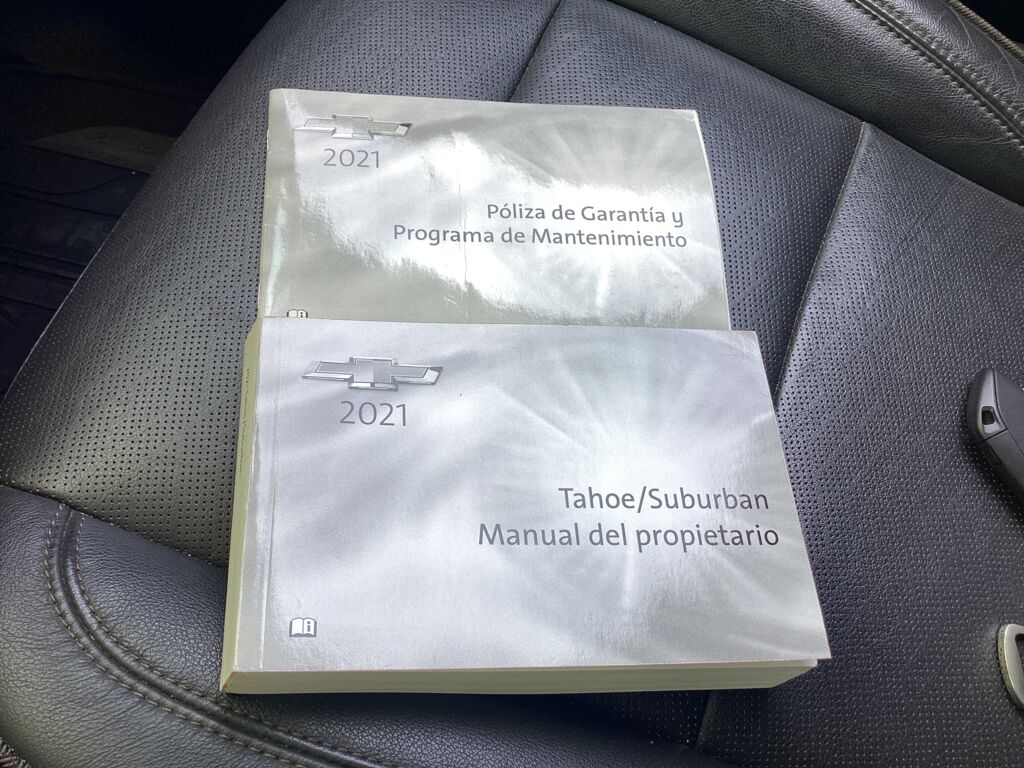 2021
Póliza de Garantía y
Programa de Mantenimiento
2021
Tahoe/Suburban
Manual del propietario